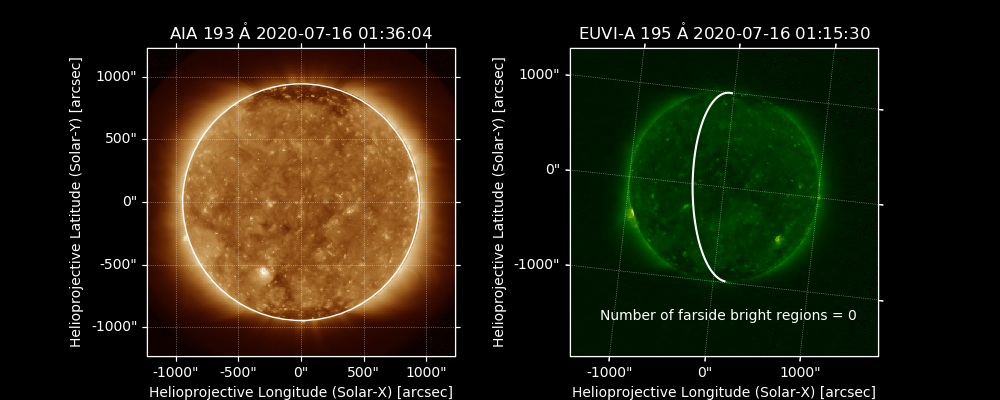 AIA 193 Å 2020-07-16 01:36:04
Helioprojective Latitude (Solar-Y) [arcsec]
1000"
500"
0"
-500"
-1000"
-1000" -500" 0" 500" 1000"
Helioprojective Longitude (Solar-X) [arcsec]
EUVI-A 195 Å 2020-07-16 01:15:30
Helioprojective Latitude (Solar-Y) [arcsec]
1000"
0"
-1000"
Number of farside bright regions = 0
-1000" 0" 1000"
Helioprojective Longitude (Solar-X) [arcsec]